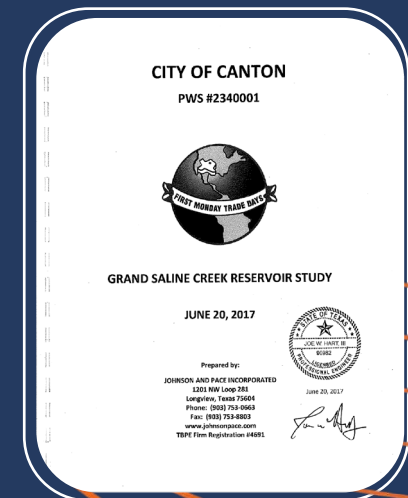 CITY OF CANTON
PWS #2340001
FIRST MONDAY TRADE DAYS
GRAND SALINE CREEK RESERVOIR STUDY
JUNE 20, 2017
STATE OF TEXAS
JOE W. HART, III
90982
LICENSED
PROFESSIONAL ENGINEER
June 20, 2017
Prepared by:
JOHNSON AND PACE INCORPORATED
1201 NW Loop 281
Longview, Texas 75604
Phone: (903) 753-0663
Fax: (903) 753-8803
www.johnsonpace.com
TBPE Firm Registration #4691